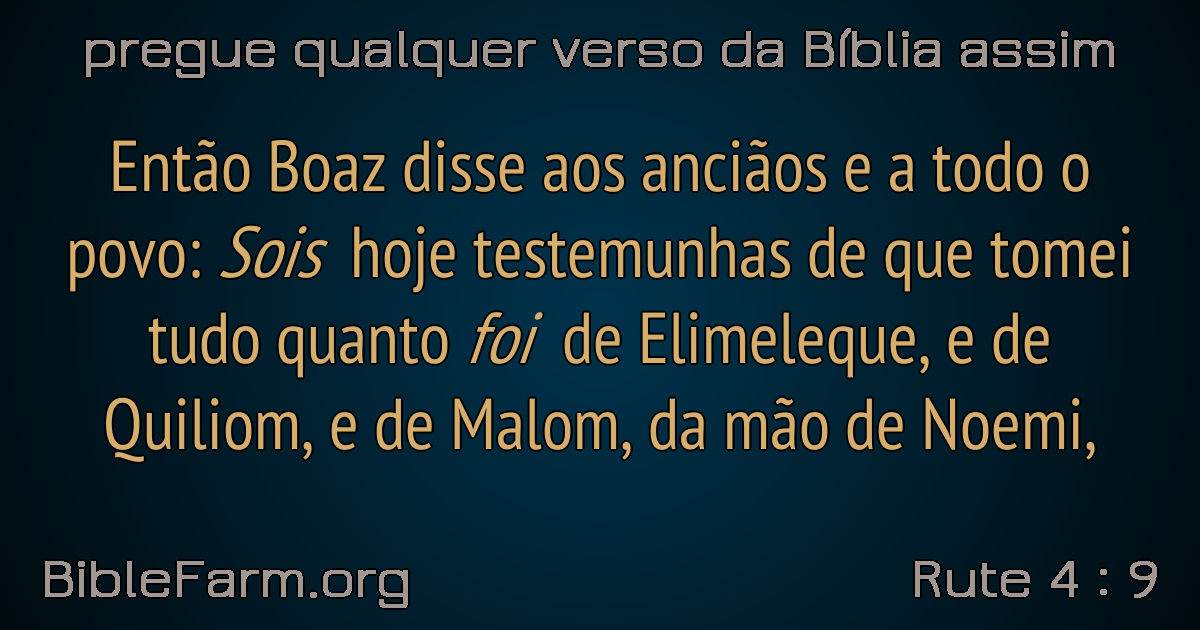 pregue qualquer verso da Bíblia assim
Então Boaz disse aos anciãos e a todo o
povo: Sois hoje testemunhas de que tomei
tudo quanto foi de Elimeleque, e de
Quiliom, e de Malom, da mão de Noemi,
BibleFarm.org
Rute 4 : 9